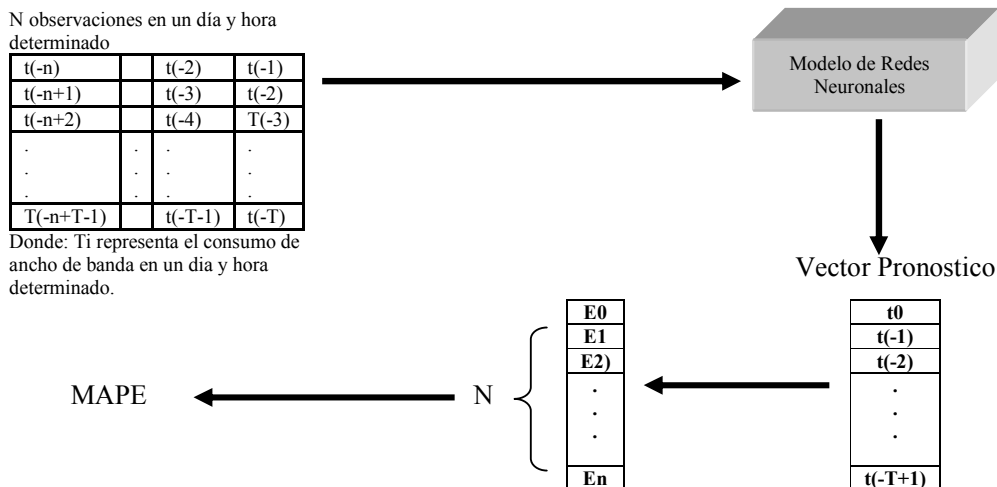 N observaciones en un día y hora
determinado
t(-n) t(-2) t(-1)
t(-n+1) t(-3) t(-2)
t(-n+2) t(-4) T(-3)
. . . .
. . . .
. . . .
T(-n+T-1) t(-T-1) t(-T)
Donde: Ti representa el consumo de
ancho de banda en un dia y hora
determinado.
Modelo de Redes
Neuronales
Vector Pronostico
t0
t(-1)
t(-2)
.
.
.
t(-T+1)
E0
E1
E2)
.
.
.
En
N
MAPE